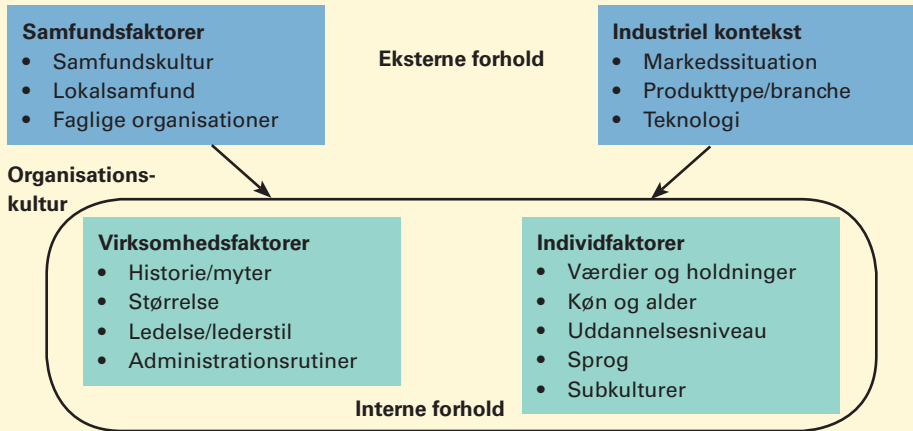 Samfundsfaktorer
• Samfundskultur
• Lokalsamfund
• Faglige organisationer
Eksterne forhold
Industriel kontekst
• Markedssituation
• Produkttype/branche
• Teknologi
Organisations-
kultur
Virksomhedsfaktorer
• Historie/myter
• Størrelse
• Ledelse/lederstil
• Administrationsrutiner
Individfaktorer
• Værdier og holdninger
• Køn og alder
• Uddannelsesniveau
• Sprog
• Subkulturer
Interne forhold